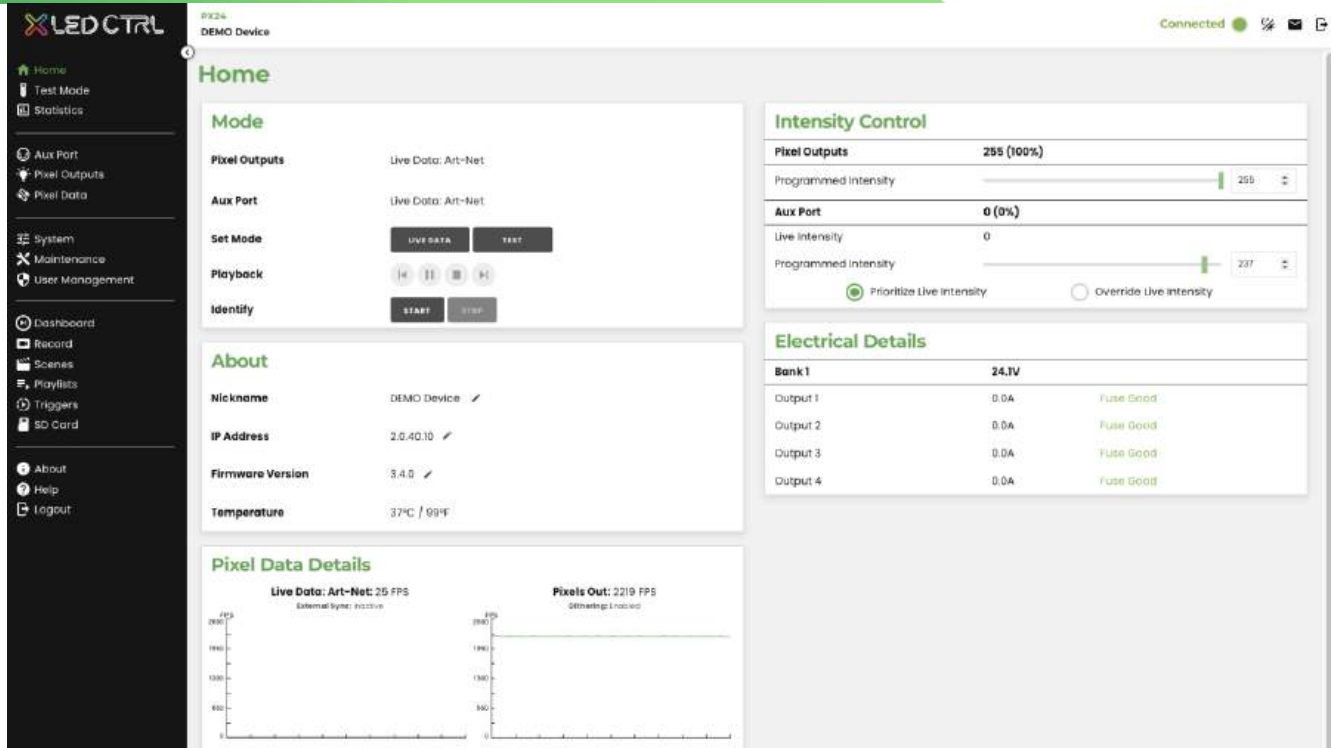 LED CTRL
PX24
DEMO Device
Connected
Home
Test Mode
Statistics
Aux Port
Pixel Outputs
Pixel Data
System
Maintenance
User Management
Dashboard
Record
Scenes
Playlists
Triggers
SD Card
About
Help
Logout
Home
Mode
Pixel Outputs Live Data: Art-Net
Aux Port Live Data: Art-Net
Set Mode LIVE DATA TEST
Playback
Identify START STOP
About
Nickname DEMO Device
IP Address 2.0.40.10
Firmware Version 3.4.0
Temperature 37°C / 99°F
Pixel Data Details
Live Data: Art-Net: 25 FPS
External Sync: Inactive
FPS
0
Pixels Out: 2219 FPS
Dithering: Enabled
FPS
0
Intensity Control
Pixel Outputs 255 (100%)
Programmed Intensity 255
Aux Port 0 (0%)
Live Intensity 0
Programmed Intensity 237
Prioritize Live Intensity Override Live Intensity
Electrical Details
Bank 1 24.1V
Output 1 0.0A Fuse Good
Output 2 0.0A Fuse Good
Output 3 0.0A Fuse Good
Output 4 0.0A Fuse Good